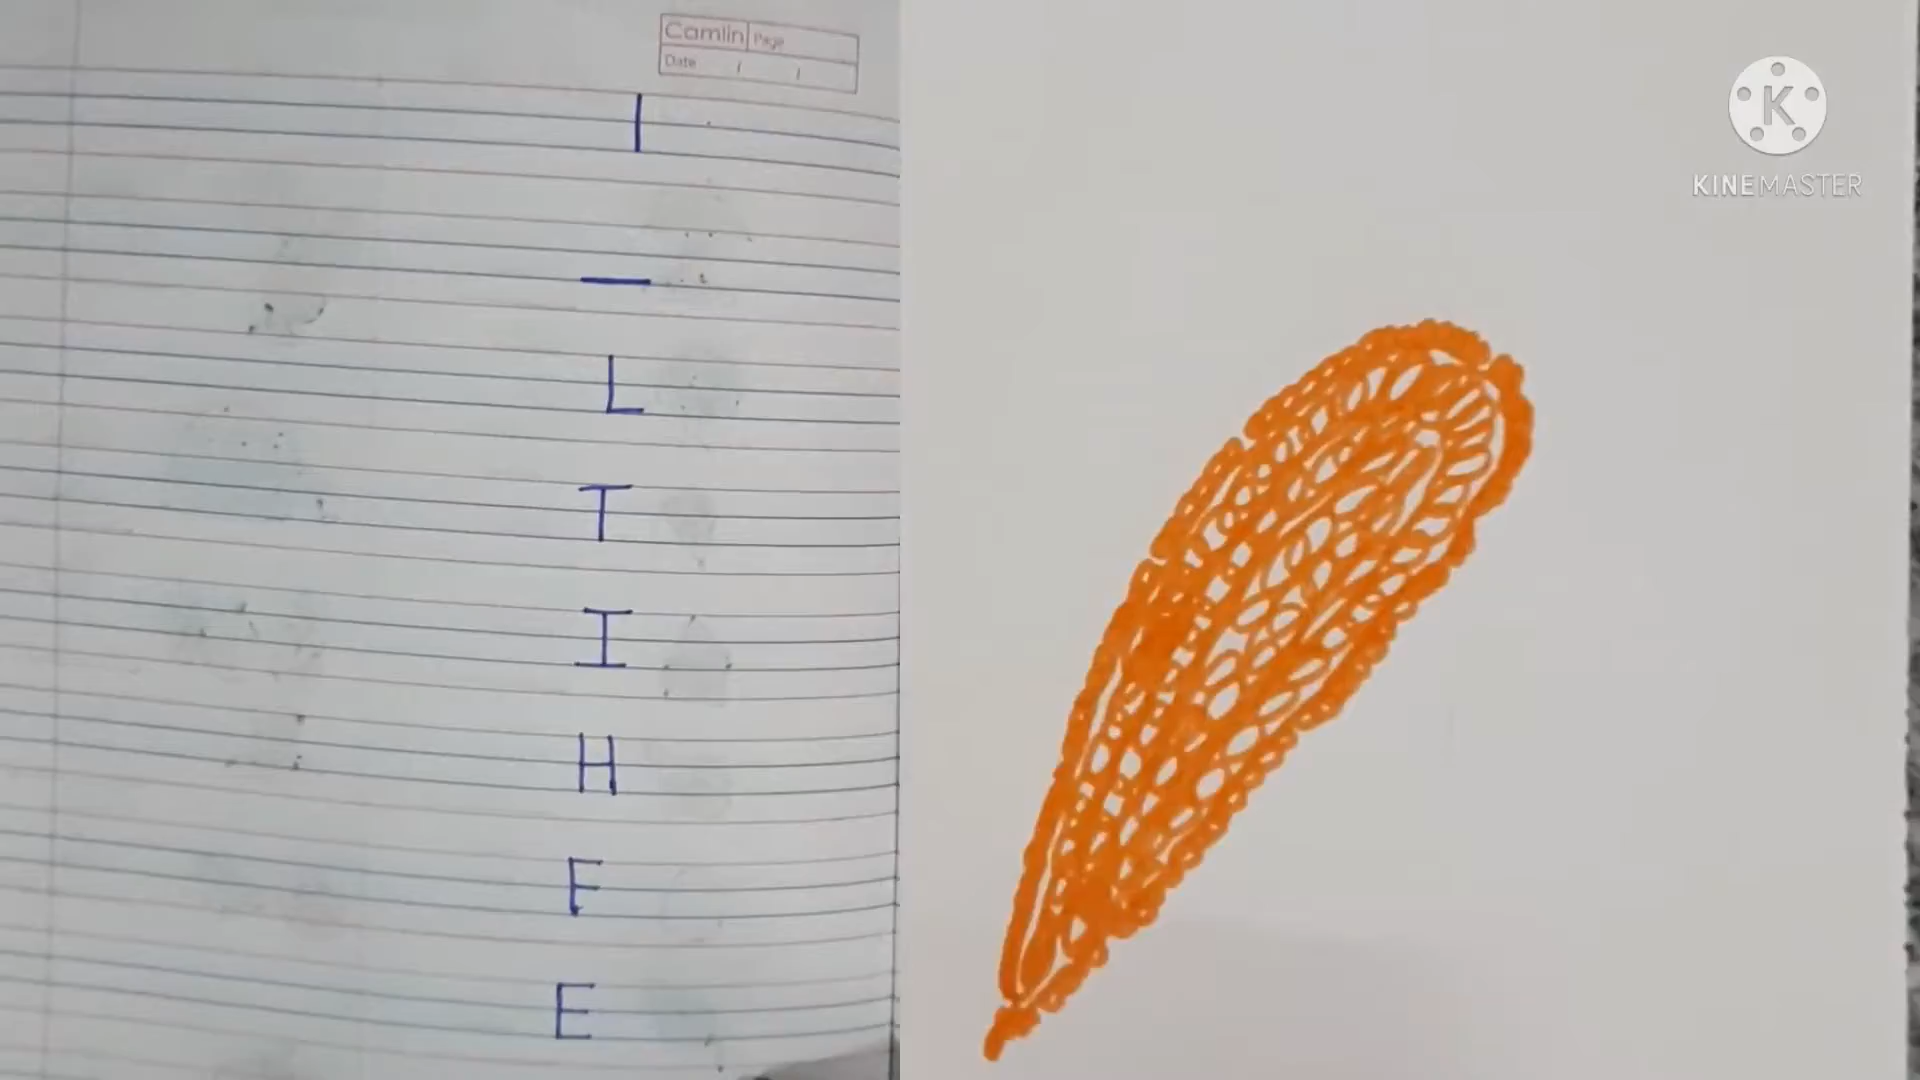 Camlin Page
Date / /
|
—
L
T
I
H
F
E
K
KINEMASTER